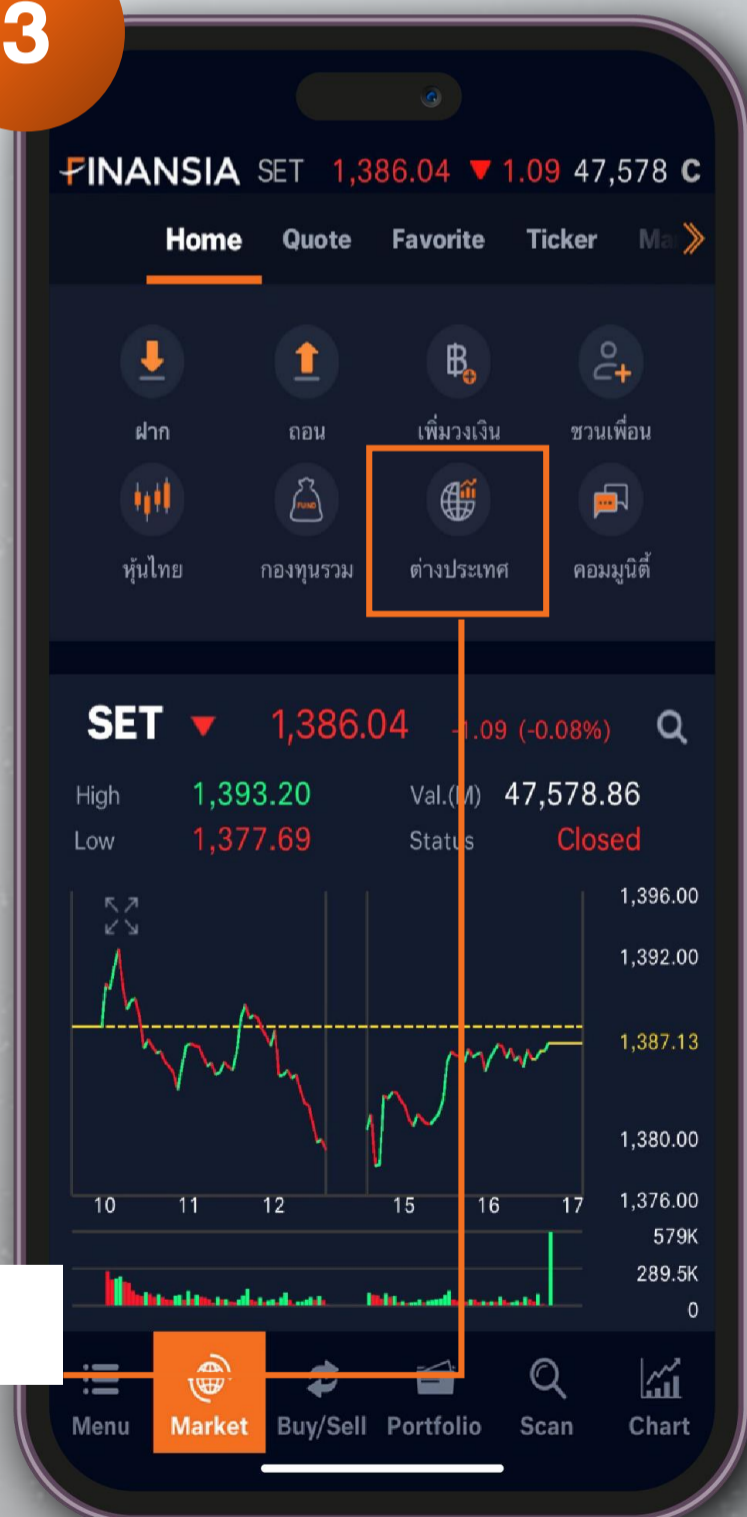 3
FINANSIA SET 1,386.04 ▼ 1.09 47,578 C
Home Quote Favorite Ticker
ฝาก ถอน เพิ่มวงเงิน ชวนเพื่อน
FUND
หุ้นไทย กองทุนรวม ต่างประเทศ คอมมูนิตี้
SET ▼ 1,386.04 -1.09 (-0.08%)
High 1,393.20 Val.(M) 47,578.86
Low 1,377.69 Status Closed
1,396.00
1,392.00
1,387.13
1,380.00
1,376.00
10 11 12 15 16 17
579K
289.5K
0
Menu Market Buy/Sell Portfolio Scan Chart